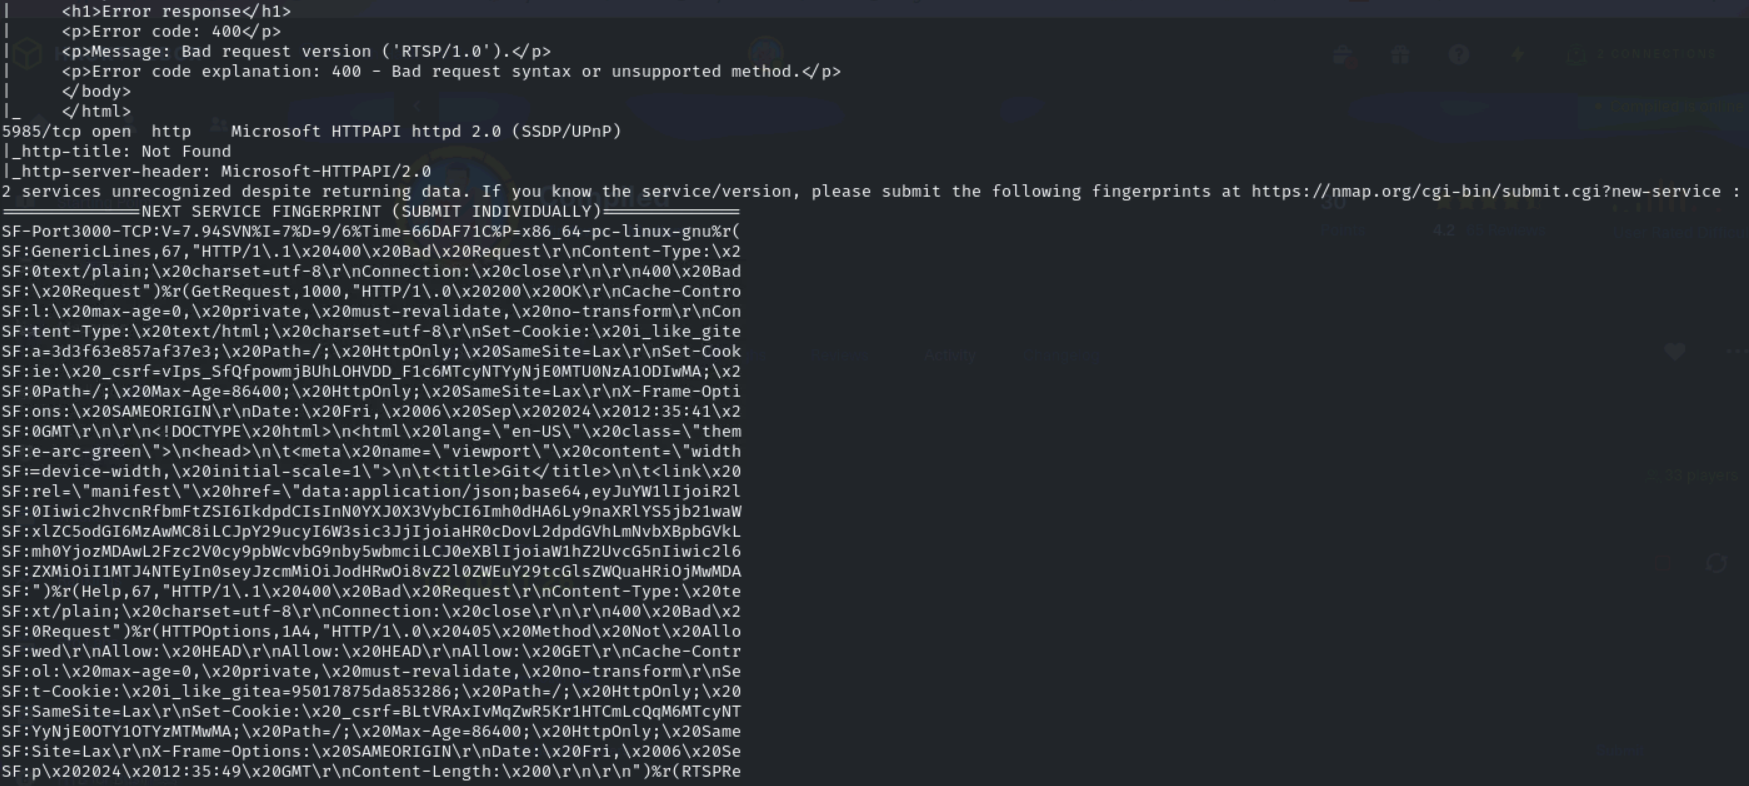 |     <h1>Error response</h1>
|     <p>Error code: 400</p>
|     <p>Message: Bad request version ('RTSP/1.0').</p>
|     <p>Error code explanation: 400 - Bad request syntax or unsupported method.</p>
|     </body>
|_    </html>
5985/tcp open  http    Microsoft HTTPAPI httpd 2.0 (SSDP/UPnP)
|_http-title: Not Found
|_http-server-header: Microsoft-HTTPAPI/2.0
2 services unrecognized despite returning data. If you know the service/version, please submit the following fingerprints at https://nmap.org/cgi-bin/submit.cgi?new-service :
==============NEXT SERVICE FINGERPRINT (SUBMIT INDIVIDUALLY)==============
SF-Port3000-TCP:V=7.94SVN%I=7%D=9/6%Time=66DAF71C%P=x86_64-pc-linux-gnu%r(
SF:GenericLines,67,"HTTP/1\.1\x20400\x20Bad\x20Request\r\nContent-Type:\x2
SF:0text/plain;\x20charset=utf-8\r\nConnection:\x20close\r\n\r\n400\x20Bad
SF:\x20Request")%r(GetRequest,1000,"HTTP/1\.0\x20200\x20OK\r\nCache-Contro
SF:l:\x20max-age=0,\x20private,\x20must-revalidate,\x20no-transform\r\nCon
SF:tent-Type:\x20text/html;\x20charset=utf-8\r\nSet-Cookie:\x20i_like_gite
SF:a=3d3f63e857af37e3;\x20Path=/;\x20HttpOnly;\x20SameSite=Lax\r\nSet-Cook
SF:ie:\x20_csrf=vIps_SfQfpowmjBUhLOHVDD_F1c6MTcyNTYyNjE0MTU0NzA1ODIwMA;\x2
SF:0Path=/;\x20Max-Age=86400;\x20HttpOnly;\x20SameSite=Lax\r\nX-Frame-Opti
SF:ons:\x20SAMEORIGIN\r\nDate:\x20Fri,\x2006\x20Sep\x202024\x2012:35:41\x2
SF:0GMT\r\n\r\n<!DOCTYPE\x20html>\n<html\x20lang=\"en-US\"\x20class=\"them
SF:e-arc-green\">\n<head>\n\t<meta\x20name=\"viewport\"\x20content=\"width
SF:=device-width,\x20initial-scale=1\">\n\t<title>Git</title>\n\t<link\x20
SF:rel=\"manifest\"\x20href=\"data:application/json;base64,eyJuYW1lIjoiR2l
SF:0Iiwic2hvcnRfbmFtZSI6IkdpdCIsInN0YXJ0X3VybCI6Imh0dHA6Ly9naXRlYS5jb21waW
SF:xlZC5odGI6MzAwMC8iLCJpY29ucyI6W3sic3JjIjoiaHR0cDovL2dpdGVhLmNvbXBpbGVkL
SF:mh0YjozMDAwL2Fzc2V0cy9pbWcvbG9nby5wbmciLCJ0eXBlIjoiaW1hZ2UvcG5nIiwic2l6
SF:ZXMiOiI1MTJ4NTEyIn0seyJzcmMiOiJodHRwOi8vZ2l0ZWEuY29tcGlsZWQuaHRiOjMwMDA
SF:")%r(Help,67,"HTTP/1\.1\x20400\x20Bad\x20Request\r\nContent-Type:\x20te
SF:xt/plain;\x20charset=utf-8\r\nConnection:\x20close\r\n\r\n400\x20Bad\x2
SF:0Request")%r(HTTPOptions,1A4,"HTTP/1\.0\x20405\x20Method\x20Not\x20Allo
SF:wed\r\nAllow:\x20HEAD\r\nAllow:\x20HEAD\r\nAllow:\x20GET\r\nCache-Contr
SF:ol:\x20max-age=0,\x20private,\x20must-revalidate,\x20no-transform\r\nSe
SF:t-Cookie:\x20i_like_gitea=95017875da853286;\x20Path=/;\x20HttpOnly;\x20
SF:SameSite=Lax\r\nSet-Cookie:\x20_csrf=BLtVRAxIvMqZwR5Kr1HTCmLcQqM6MTcyNT
SF:YyNjE0OTY1OTYzMTMwMA;\x20Path=/;\x20Max-Age=86400;\x20HttpOnly;\x20Same
SF:Site=Lax\r\nX-Frame-Options:\x20SAMEORIGIN\r\nDate:\x20Fri,\x2006\x20Se
SF:p\x202024\x2012:35:49\x20GMT\r\nContent-Length:\x200\r\n\r\n")%r(RTSPRe